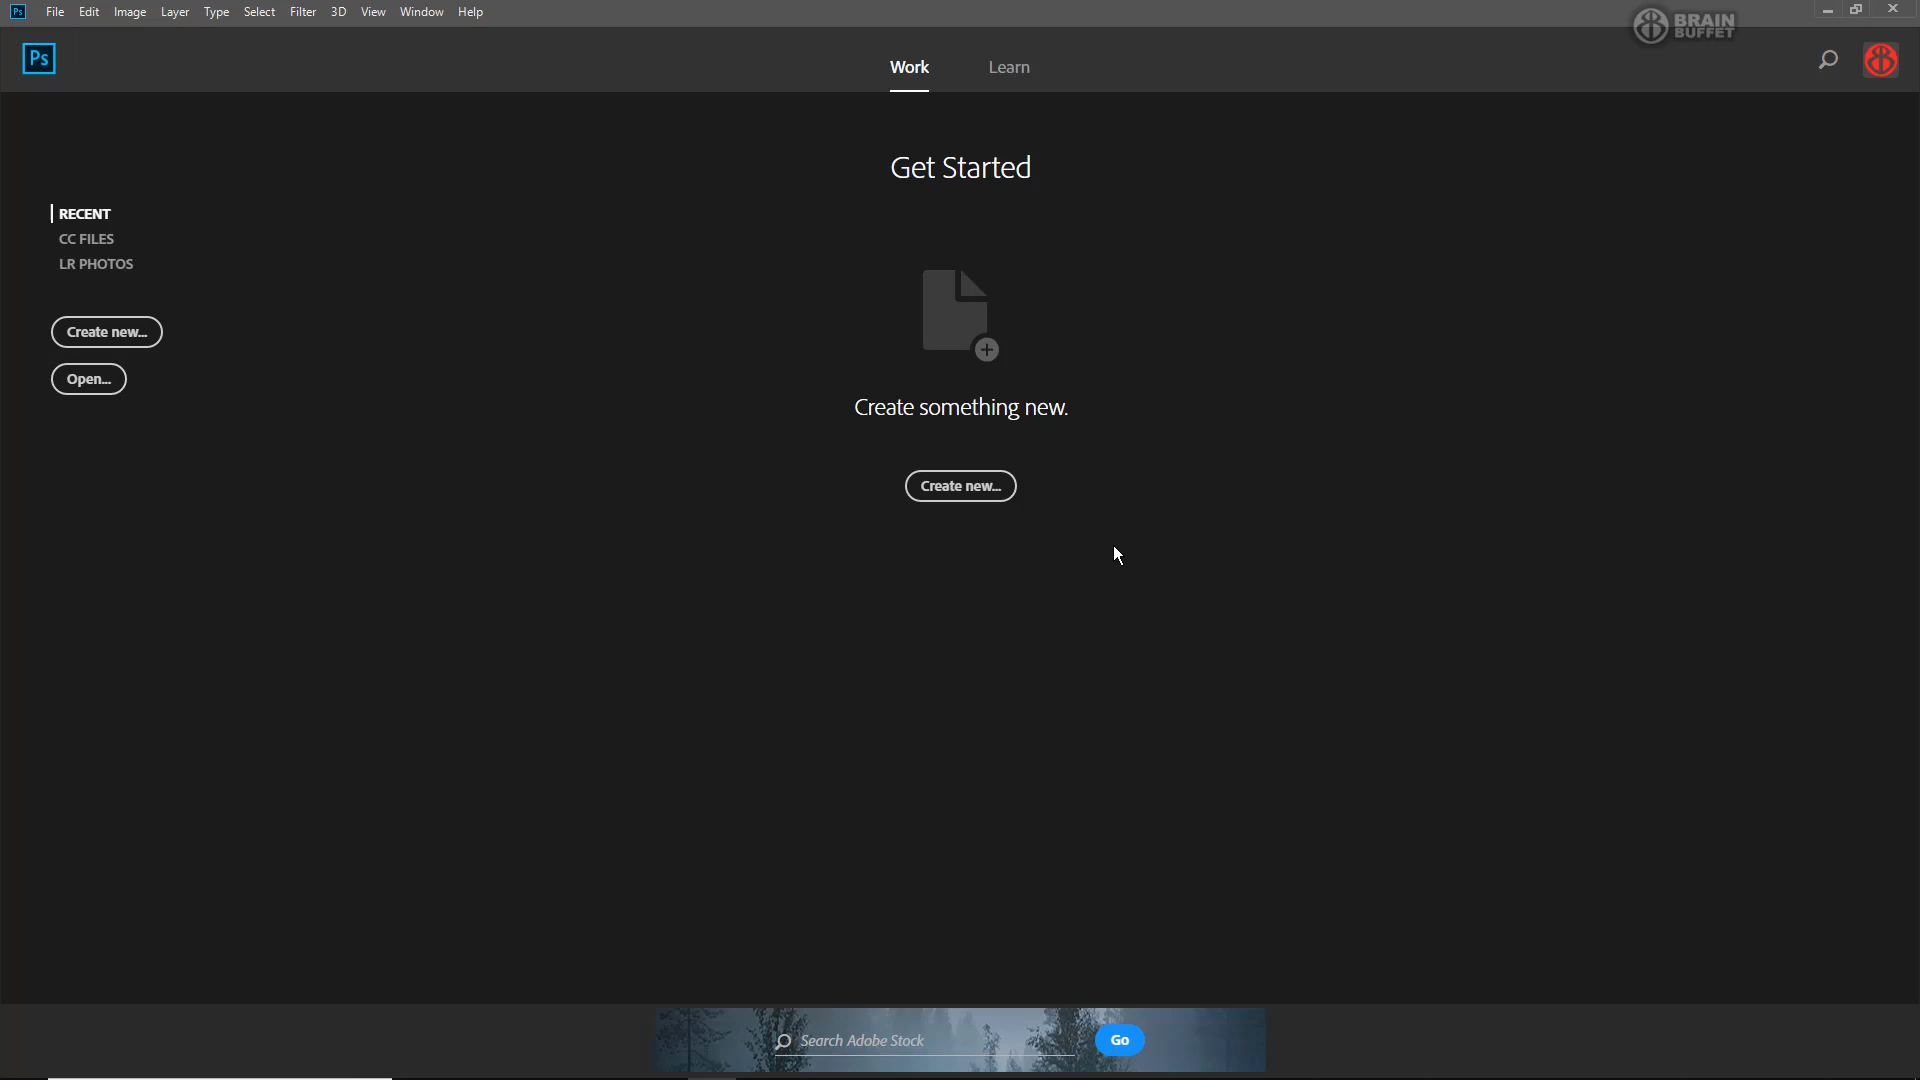 Ps File Edit Image Layer Type Select Filter 3D View Window Help
BRAIN
BUFFET
Ps
Work Learn
Get Started
RECENT
CC FILES
LR PHOTOS
Create new...
Open...
Create something new.
Create new...
Search Adobe Stock Go